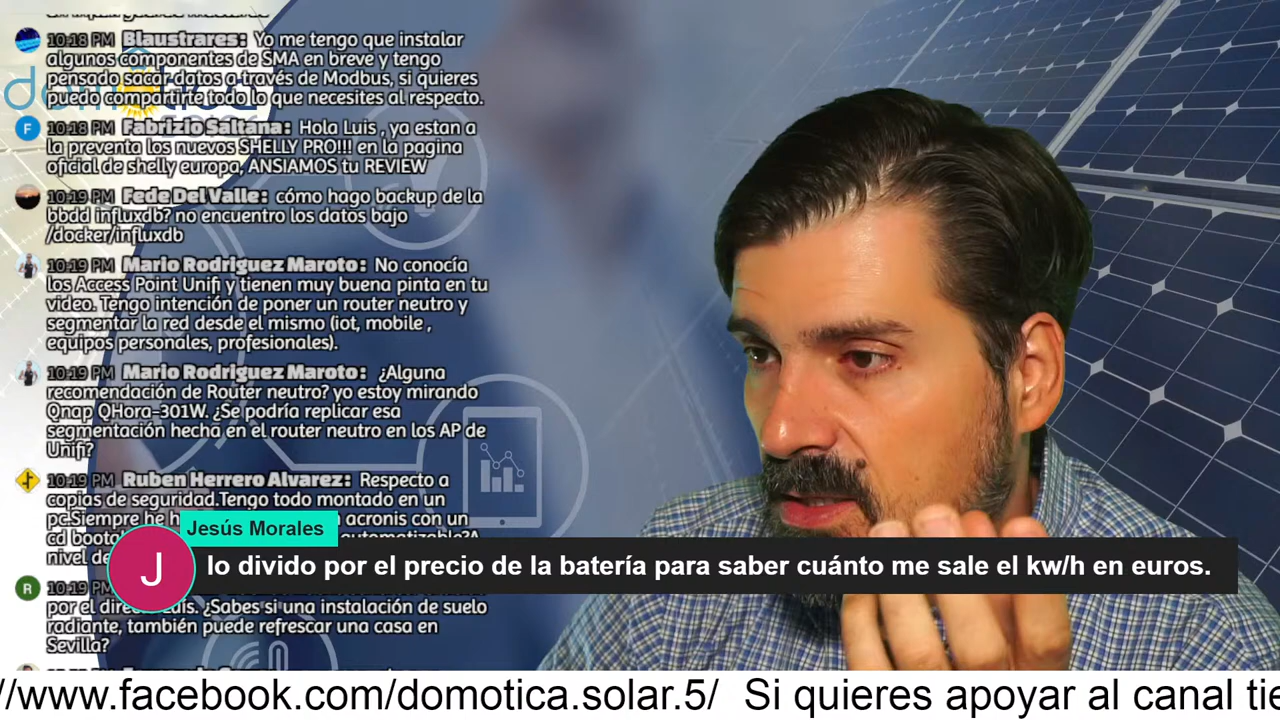 10:18 PM Blaustrares: Yo me tengo que instalar
algunos componentes de SMA en breve y tengo
pensado sacar datos a través de Modbus, si quieres
puedo compartirte todo lo que necesites al respecto.
F 10:18 PM Fabrizio Saltana: Hola Luis , ya estan a
la preventa los nuevos SHELLY PRO!!! en la pagina
oficial de shelly europa, ANSIAMOS tu REVIEW
10:19 PM Fede Del Valle: cómo hago backup de la
bbdd influxdb? no encuentro los datos bajo
/docker/influxdb
10:19 PM Mario Rodriguez Maroto: No conocía
los Access Point Unifi y tienen muy buena pinta en tu
video. Tengo intención de poner un router neutro y
segmentar la red desde el mismo (iot, mobile ,
equipos personales, profesionales).
10:19 PM Mario Rodriguez Maroto: ¿Alguna
recomendación de Router neutro? yo estoy mirando
Qnap QHora-301W. ¿Se podría replicar esa
segmentación hecha en el router neutro en los AP de
Unifi?
10:19 PM Ruben Herrero Alvarez: Respecto a
copias de seguridad.Tengo todo montado en un
pc.Siempre he acronis con un
cd
nivel de
Jesús Morales
J lo divido por el precio de la batería para saber cuánto me sale el kw/h en euros.
R 10:19 PM
por el ¿Sabes si una instalación de suelo
radiante, también puede refrescar una casa en
Sevilla?
//www.facebook.com/domotica.solar.5/ Si quieres apoyar al canal tie